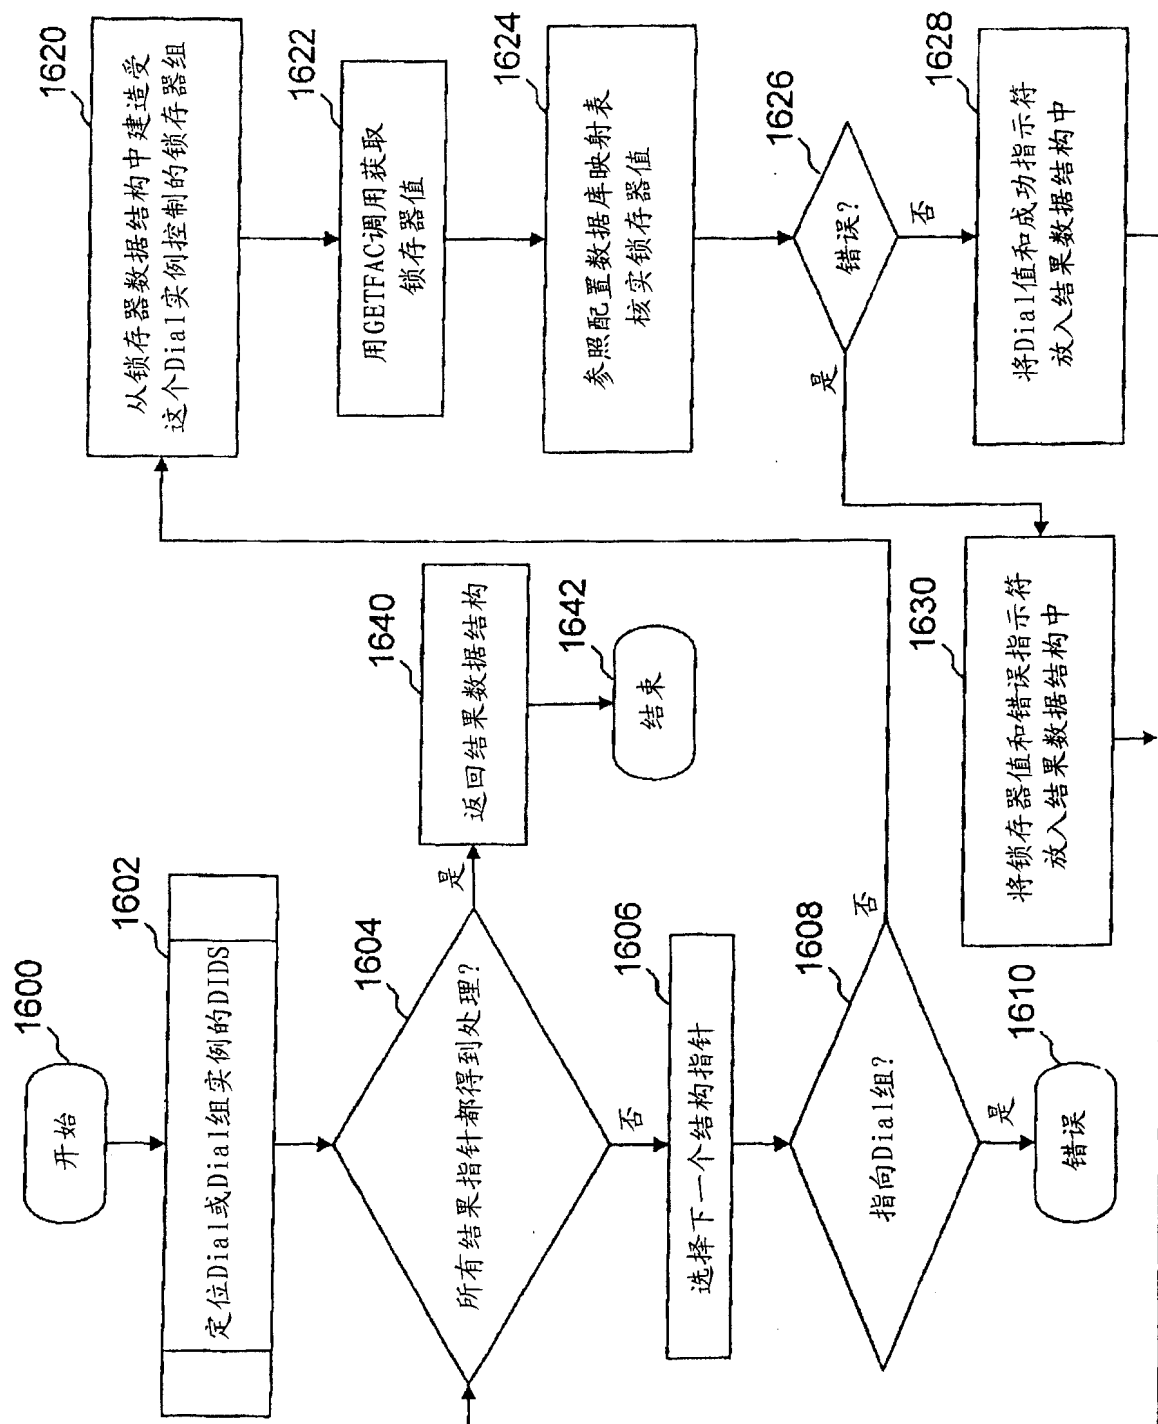 1600
开始
1602
定位Dial或Dial组实例的DIDS
1604
所有结果指针都得到处理?
是
否
1640
返回结果数据结构
1642
结束
1606
选择下一个结构指针
1608
指向Dial组?
否
是
1610
错误
1620
从锁存器数据结构中建造受
这个Dial实例控制的锁存器组
1622
用GETFAC调用获取
锁存器值
1624
参照配置数据库映射表
核实锁存器值
1626
错误?
是
否
1628
将Dial值和成功指示符
放入结果数据结构中
1630
将锁存器值和错误指示符
放入结果数据结构中